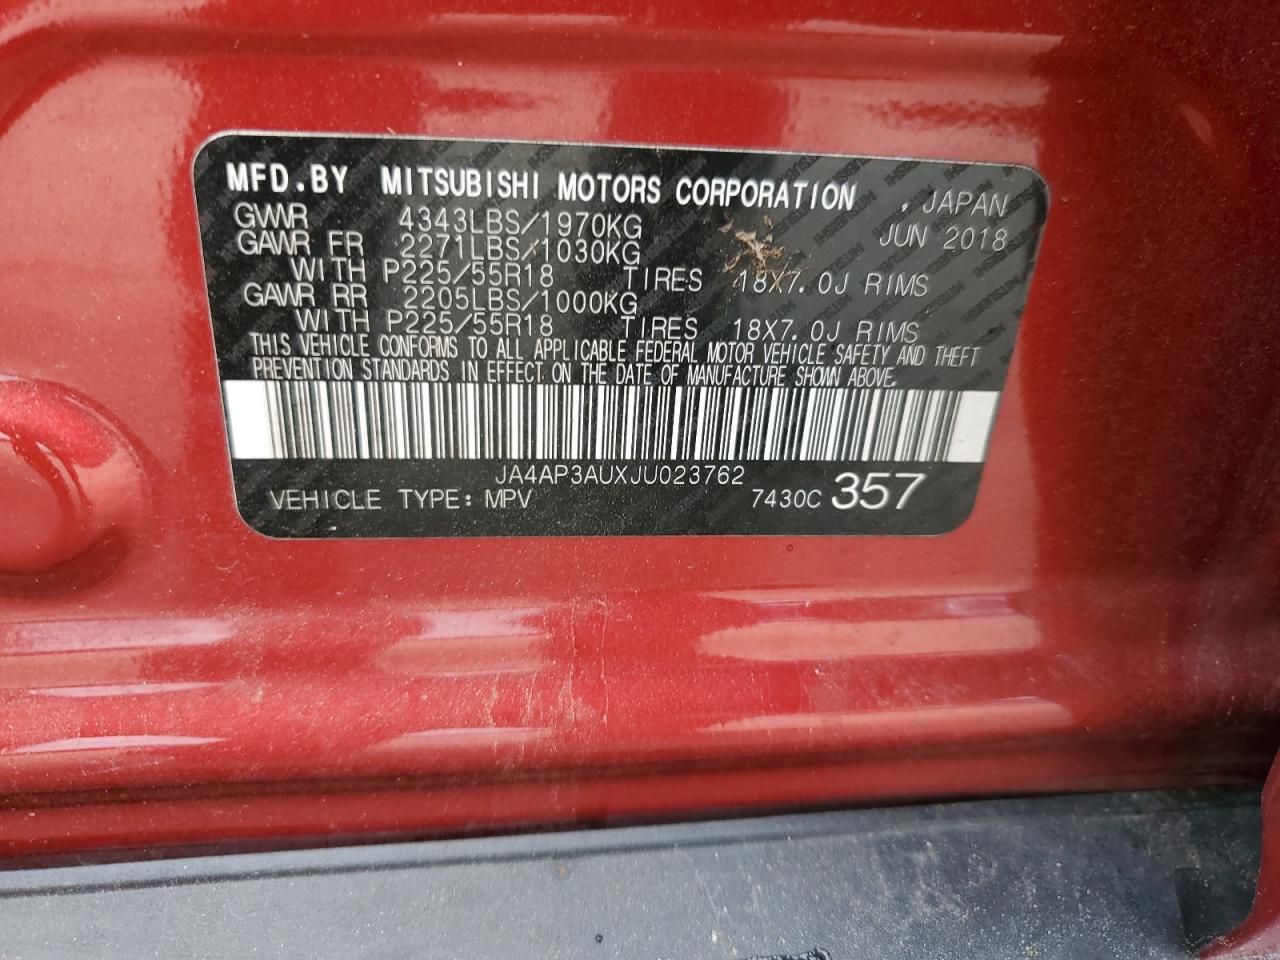 MFD.BY MITSUBISHI MOTORS CORPORATION , JAPAN
GVWR 4343LBS/1970KG JUN 2018
GAWR FR 2271LBS/1030KG
WITH P225/55R18 TIRES 18X7.0J RIMS
GAWR RR 2205LBS/1000KG
WITH P225/55R18 TIRES 18X7.0J RIMS
THIS VEHICLE CONFORMS TO ALL APPLICABLE FEDERAL MOTOR VEHICLE SAFETY AND THEFT
PREVENTION STANDARDS IN EFFECT ON THE DATE OF MANUFACTURE SHOWN ABOVE.
JA4AP3AUXJU023762
VEHICLE TYPE: MPV 7430C 357